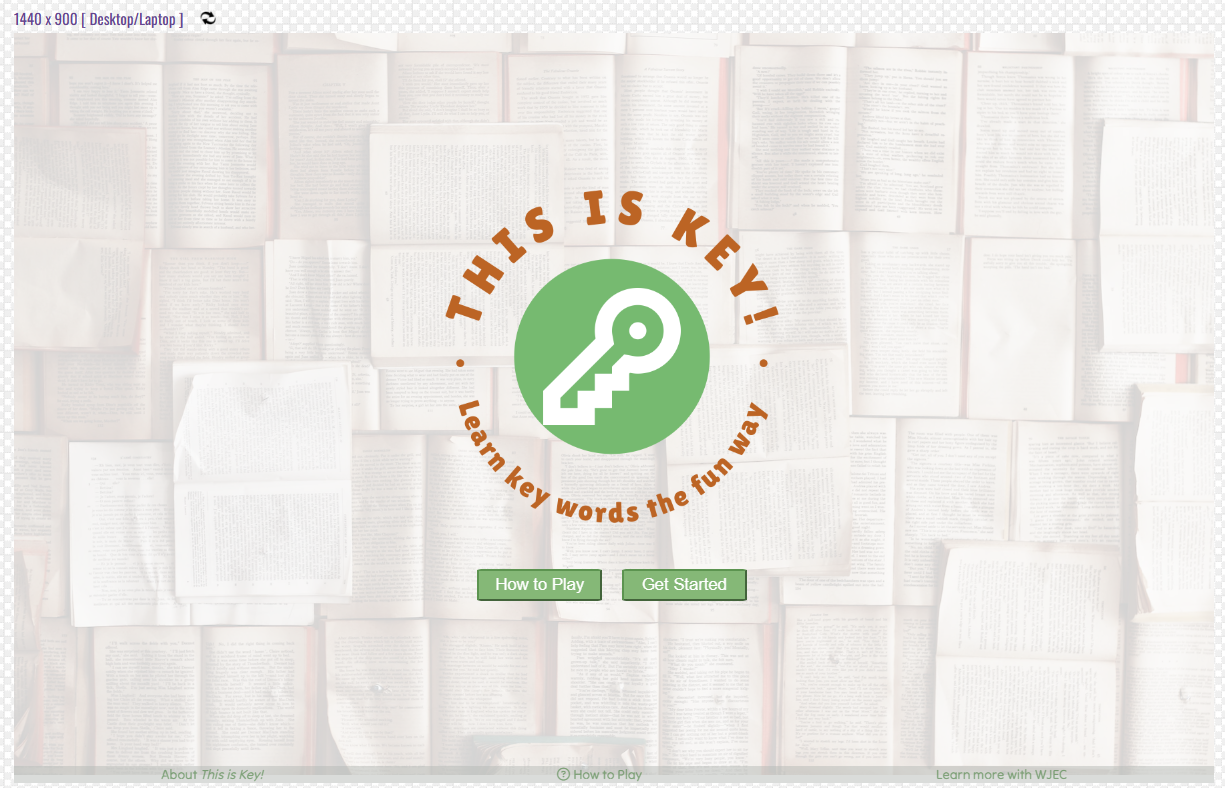 1440 x 900 [ Desktop/Laptop ]
• THIS IS KEY! •
Learn key words the fun way
How to Play
Get Started
About This is Key!
How to Play
Learn more with WJEC